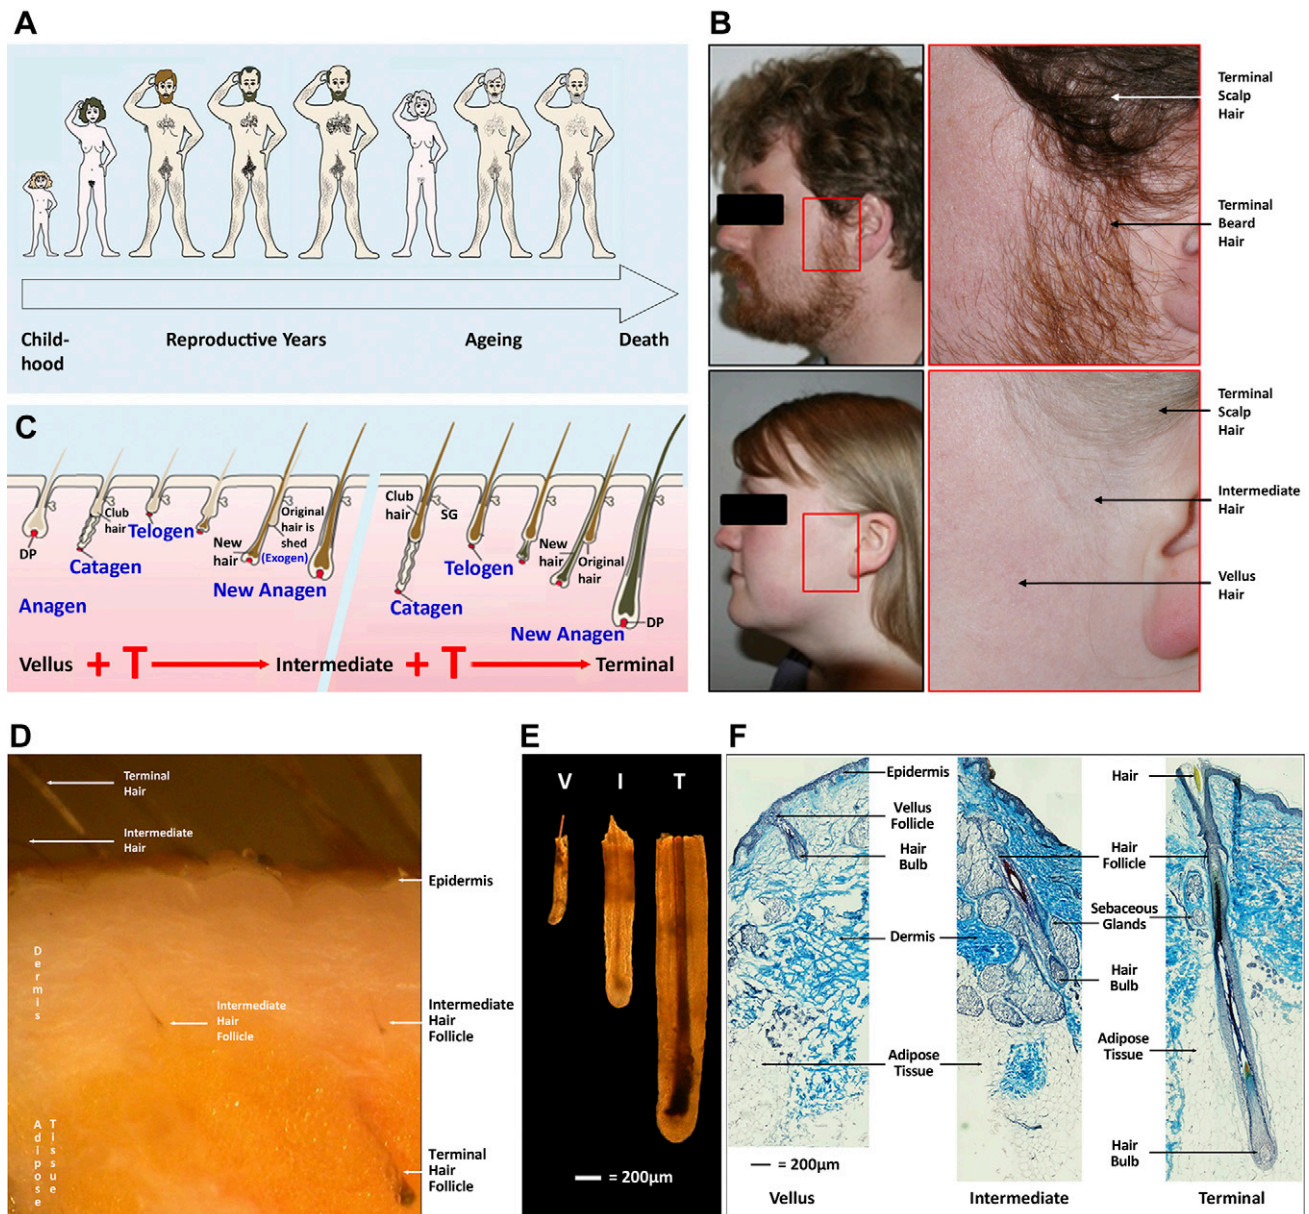 A
Child-
hood
Reproductive Years
Ageing
Death
B
Terminal
Scalp
Hair
Terminal
Beard
Hair
Terminal
Scalp
Hair
Intermediate
Hair
Vellus
Hair
C
DP
Club
hair
Catagen
Telogen
Anagen
New
hair
Original
hair is
shed
(Exogen)
New Anagen
Club
hair
SG
Catagen
Telogen
New
hair
Original
hair
New Anagen
DP
Vellus + T Intermediate + T Terminal
D
Terminal
Hair
Intermediate
Hair
Epidermis
Dermis
Intermediate
Hair
Follicle
Intermediate
Hair
Follicle
Adipose
Tissue
Terminal
Hair
Follicle
E
V I T
= 200µm
F
Epidermis
Vellus
Follicle
Hair
Bulb
Dermis
Adipose
Tissue
Hair
Hair
Follicle
Sebaceous
Glands
Hair
Bulb
Adipose
Tissue
Hair
Bulb
= 200µm
Vellus
Intermediate
Terminal